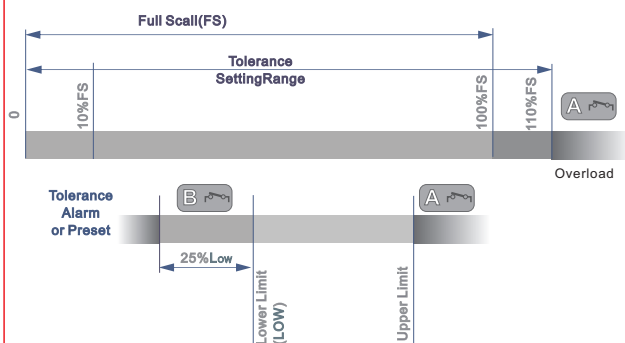 Full Scall(FS)
Tolerance
SettingRange
0
10%FS
100%FS
110%FS
A
Overload
Tolerance
Alarm
or Preset
B
A
25%Low
Lower Limit
(LOW)
Upper Limit